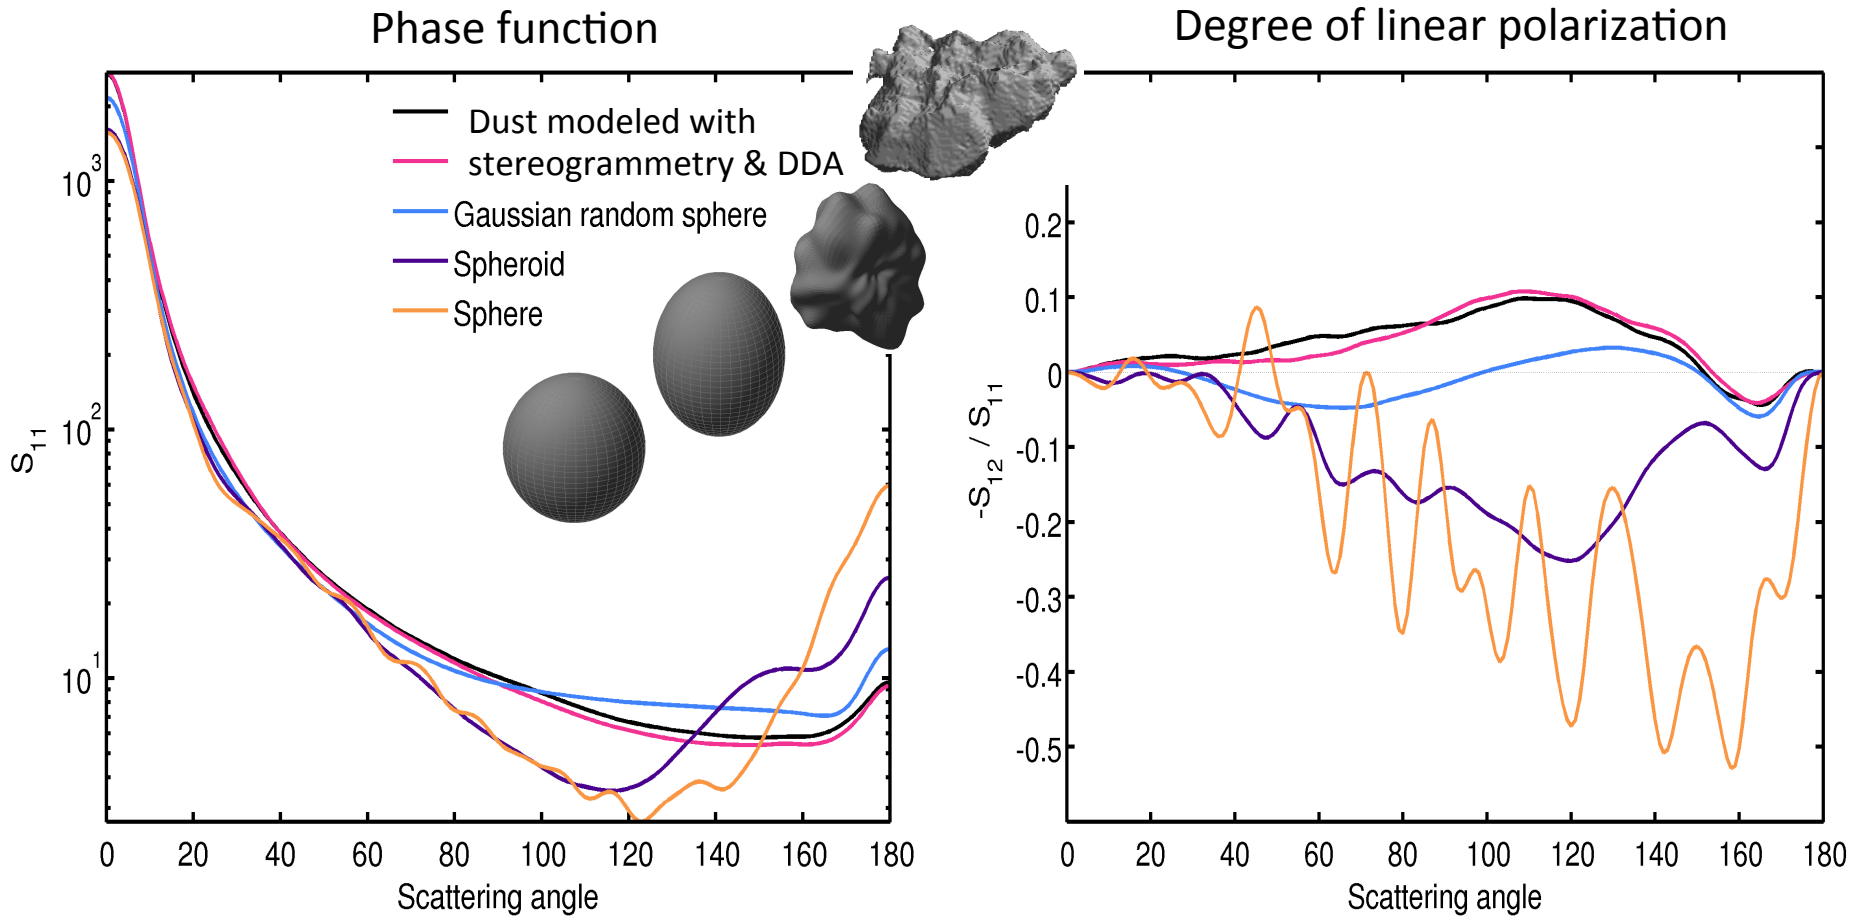 Phase function
Degree of linear polarization
Dust modeled with
stereogrammetry & DDA
Gaussian random sphere
Spheroid
Sphere
10³
10²
10¹
S₁₁
0 20 40 60 80 100 120 140 160 180
Scattering angle
0.2
0.1
0
-0.1
-0.2
-0.3
-0.4
-0.5
-S₁₂ / S₁₁
0 20 40 60 80 100 120 140 160 180
Scattering angle